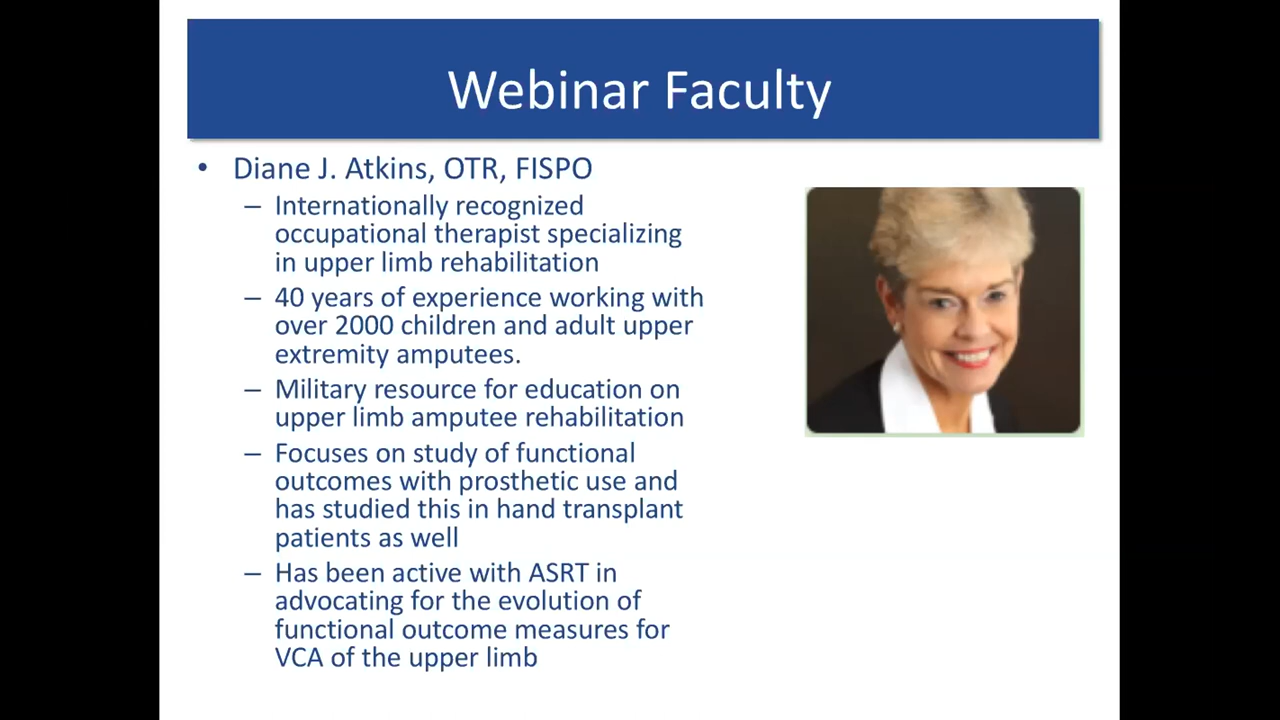 Webinar Faculty
• Diane J. Atkins, OTR, FISPO
– Internationally recognized
occupational therapist specializing
in upper limb rehabilitation
– 40 years of experience working with
over 2000 children and adult upper
extremity amputees.
– Military resource for education on
upper limb amputee rehabilitation
– Focuses on study of functional
outcomes with prosthetic use and
has studied this in hand transplant
patients as well
– Has been active with ASRT in
advocating for the evolution of
functional outcome measures for
VCA of the upper limb